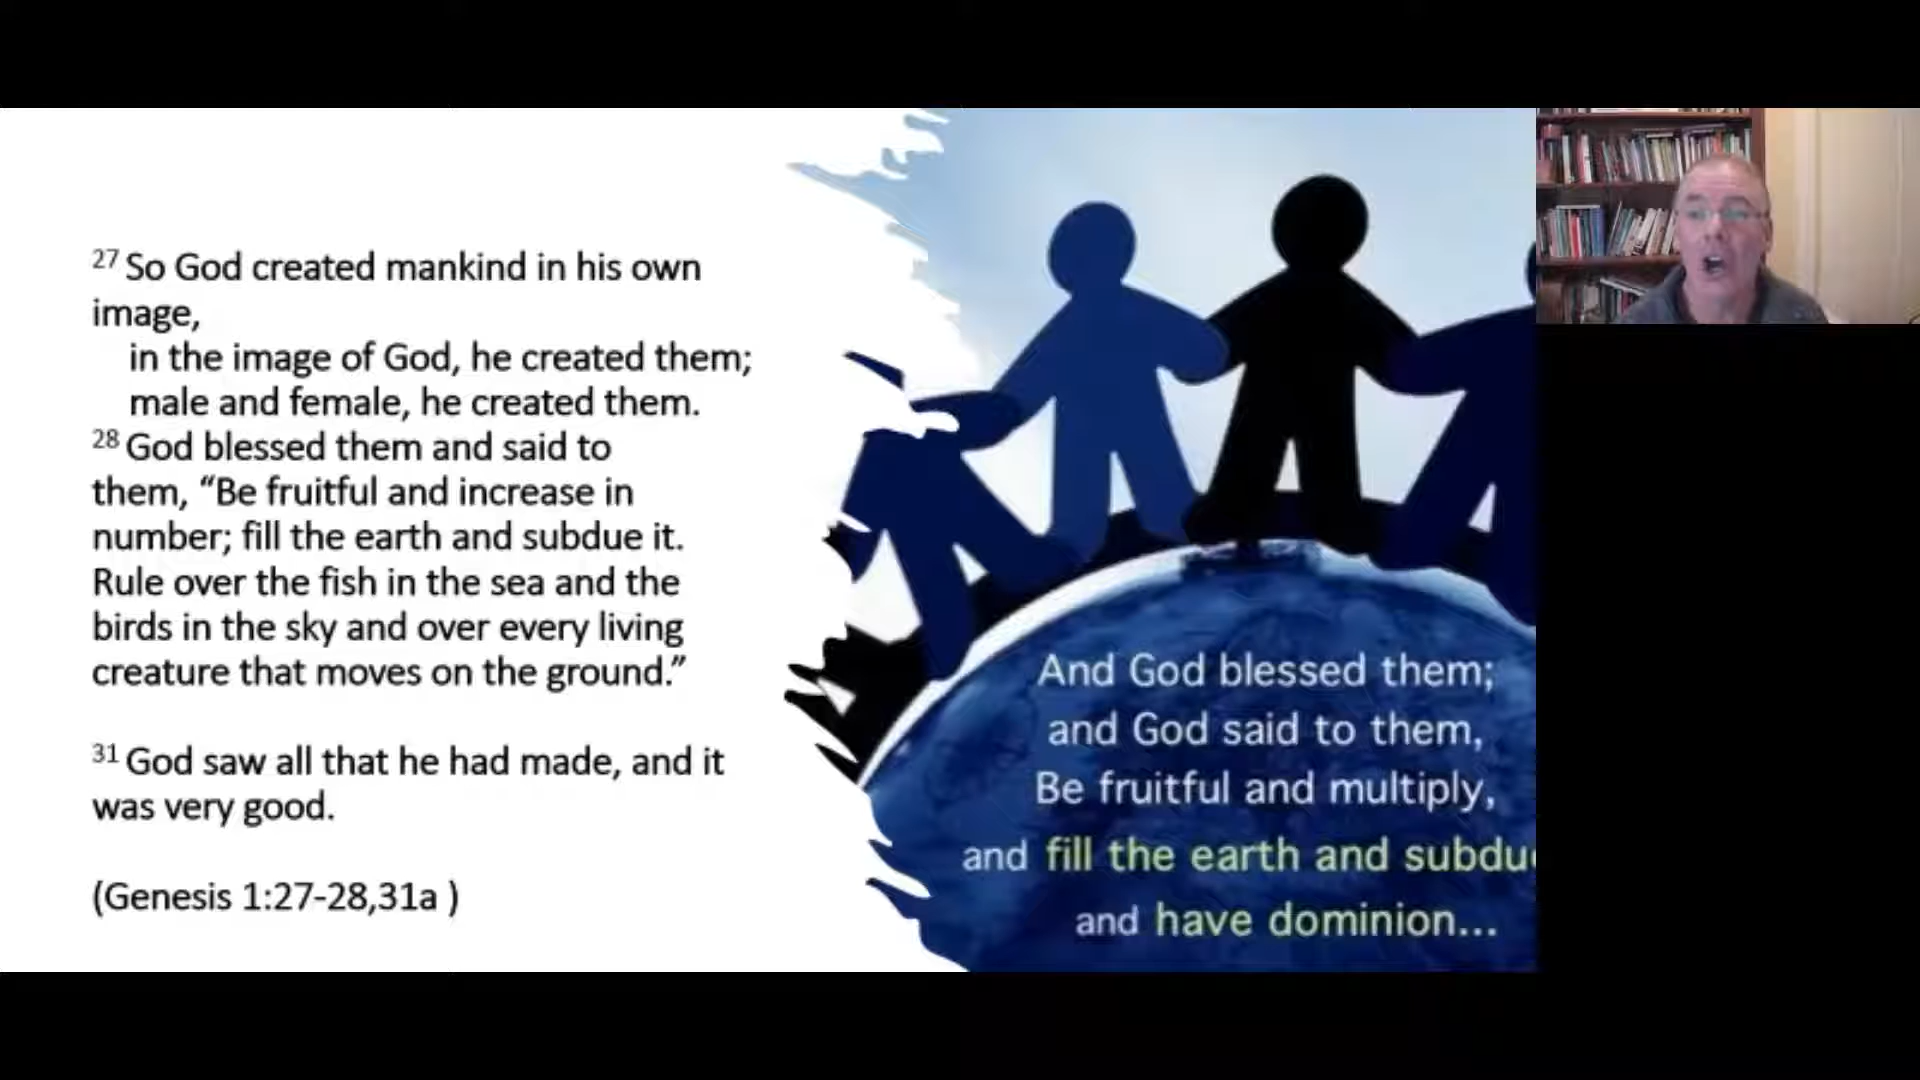 27 So God created mankind in his own
image,
in the image of God, he created them;
male and female, he created them.
28 God blessed them and said to
them, “Be fruitful and increase in
number; fill the earth and subdue it.
Rule over the fish in the sea and the
birds in the sky and over every living
creature that moves on the ground.”
31 God saw all that he had made, and it
was very good.
(Genesis 1:27-28,31a )
And God blessed them;
and God said to them,
Be fruitful and multiply,
and fill the earth and subdu
and have dominion...